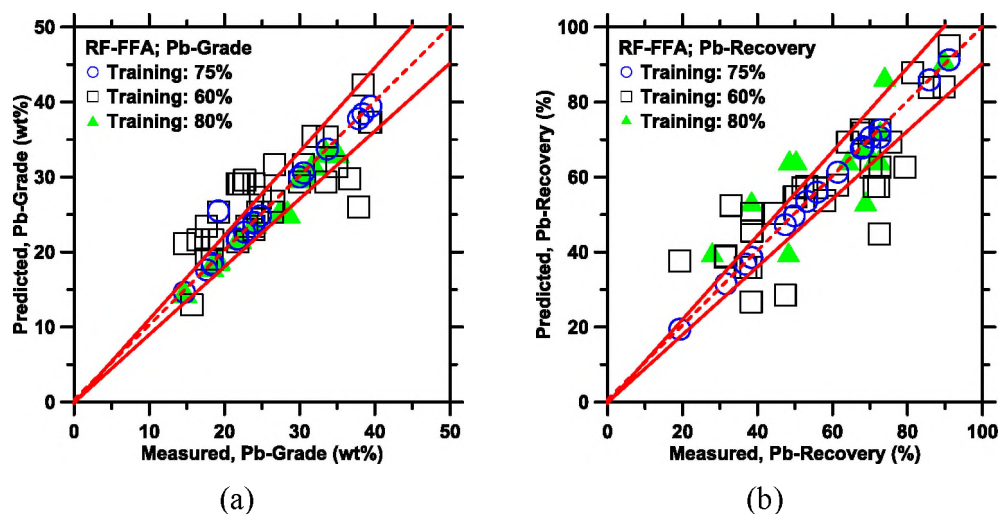 50
40
30
20
10
0
0
10
20
30
40
50
Predicted, Pb-Grade (wt%)
Measured, Pb-Grade (wt%)
RF-FFA; Pb-Grade
Training: 75%
Training: 60%
Training: 80%
(a)
100
80
60
40
20
0
0
20
40
60
80
100
Predicted, Pb-Recovery (%)
Measured, Pb-Recovery (%)
RF-FFA; Pb-Recovery
Training: 75%
Training: 60%
Training: 80%
(b)